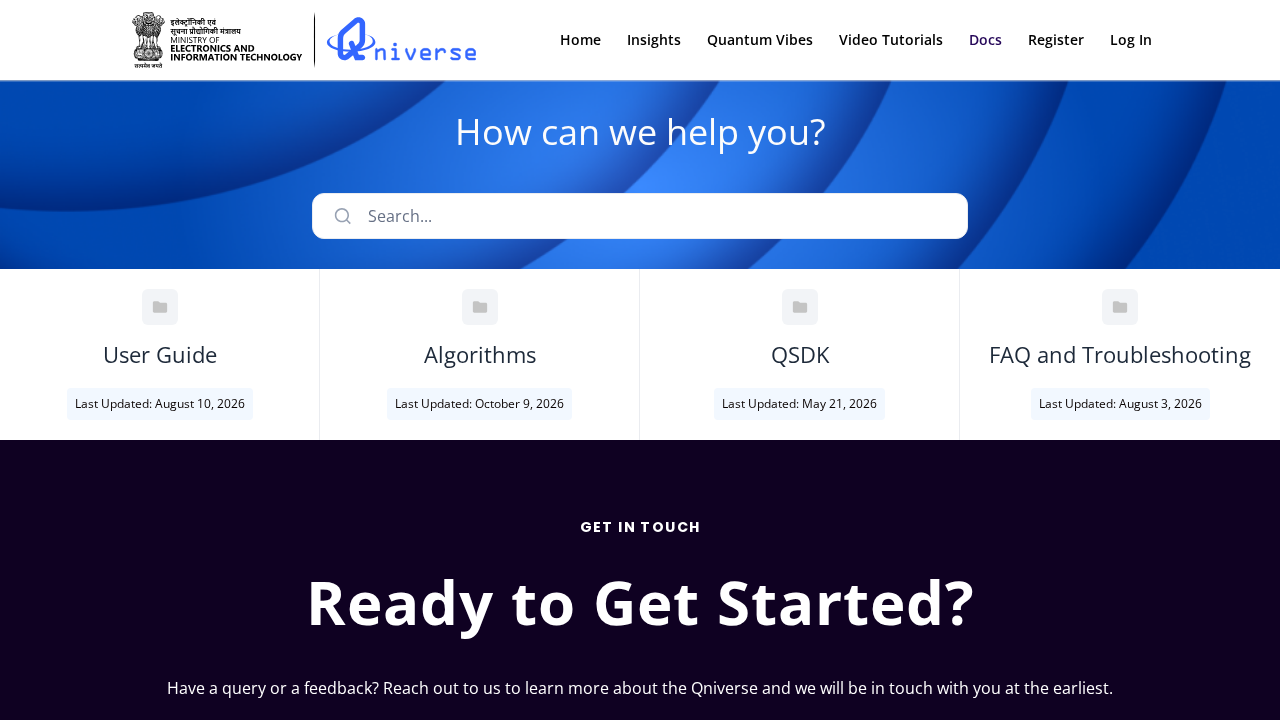 इलेक्ट्रॉनिकी एवं
सूचना प्रौद्योगिकी मंत्रालय
MINISTRY OF
ELECTRONICS AND
INFORMATION TECHNOLOGY
सत्यमेव जयते
Qniverse
Home
Insights
Quantum Vibes
Video Tutorials
Docs
Register
Log In
How can we help you?
Search...
User Guide
Last Updated: August 10, 2026
Algorithms
Last Updated: October 9, 2026
QSDK
Last Updated: May 21, 2026
FAQ and Troubleshooting
Last Updated: August 3, 2026
GET IN TOUCH
Ready to Get Started?
Have a query or a feedback? Reach out to us to learn more about the Qniverse and we will be in touch with you at the earliest.